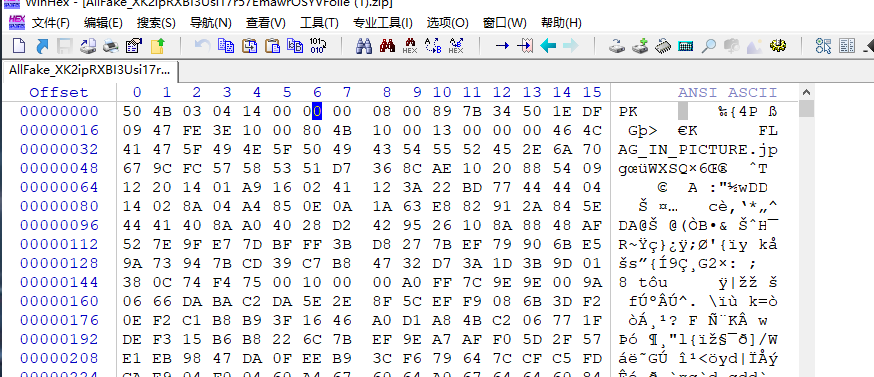 WinHex - [AllFake_XK2ipRXBI3Usi17r57EmawrOSYVFolie (1).zip]
文件(F) 编辑(E) 搜索(S) 导航(N) 查看(V) 工具(T) 专业工具(I) 选项(O) 窗口(W) 帮助(H)
AllFake_XK2ipRXBI3Usi17r...
Offset 0 1 2 3 4 5 6 7 8 9 10 11 12 13 14 15 ANSI ASCII
00000000 50 4B 03 04 14 00 00 00 08 00 89 7B 34 50 1E DF PK ‰{4P ß
00000016 09 47 FE 3E 10 00 80 4B 10 00 13 00 00 00 46 4C Gþ> €K FL
00000032 41 47 5F 49 4E 5F 50 49 43 54 55 52 45 2E 6A 70 AG_IN_PICTURE.jp
00000048 67 9C FC 57 58 53 51 D7 36 8C AE 10 20 88 54 09 gœüWXSQ×6Œ® ˆT
00000064 12 20 14 01 A9 16 02 41 12 3A 22 BD 77 44 44 04 © A :"½wDD
00000080 14 02 8A 04 A4 85 0E 0A 1A 63 E8 82 91 2A 84 5E Š ¤… cè‚‘*„^
00000096 44 41 40 8A A0 40 28 D2 42 95 26 10 8A 88 48 AF DA@Š @(ÒB•& ŠˆH¯
00000112 52 7E 9F E7 7D BF FF 3B D8 27 7B EF 79 90 6B E5 R~Ÿç}¿ÿ;Ø'{ïy kå
00000128 9A 73 94 7B CD 39 C7 B8 47 32 D7 3A 1D 3B 9D 01 šs”{Í9Ç¸G2×: ;
00000144 38 0C 74 F4 75 00 10 00 00 A0 FF 7C 9E 9E 00 9A 8 tôu ÿ|žž š
00000160 06 66 DA BA C2 DA 5E 2E 8F 5C EF F9 08 6B 3D F2 fÚºÂÚ^. \ïù k=ò
00000176 0E F2 C1 B8 B9 3F 16 46 A0 D1 A8 4B C2 06 77 1F òÁ¸¹? F Ñ¨KÂ w
00000192 DE F3 15 B6 B8 22 6C 7B EF 9E A7 AF F0 5D 2F 57 Þó ¶¸"l{ïž§¯ð]/W
00000208 E1 EB 98 47 DA 0F EE B9 3C F6 79 64 7C CF C5 FD áë˜GÚ î¹<öyd|ÏÅý